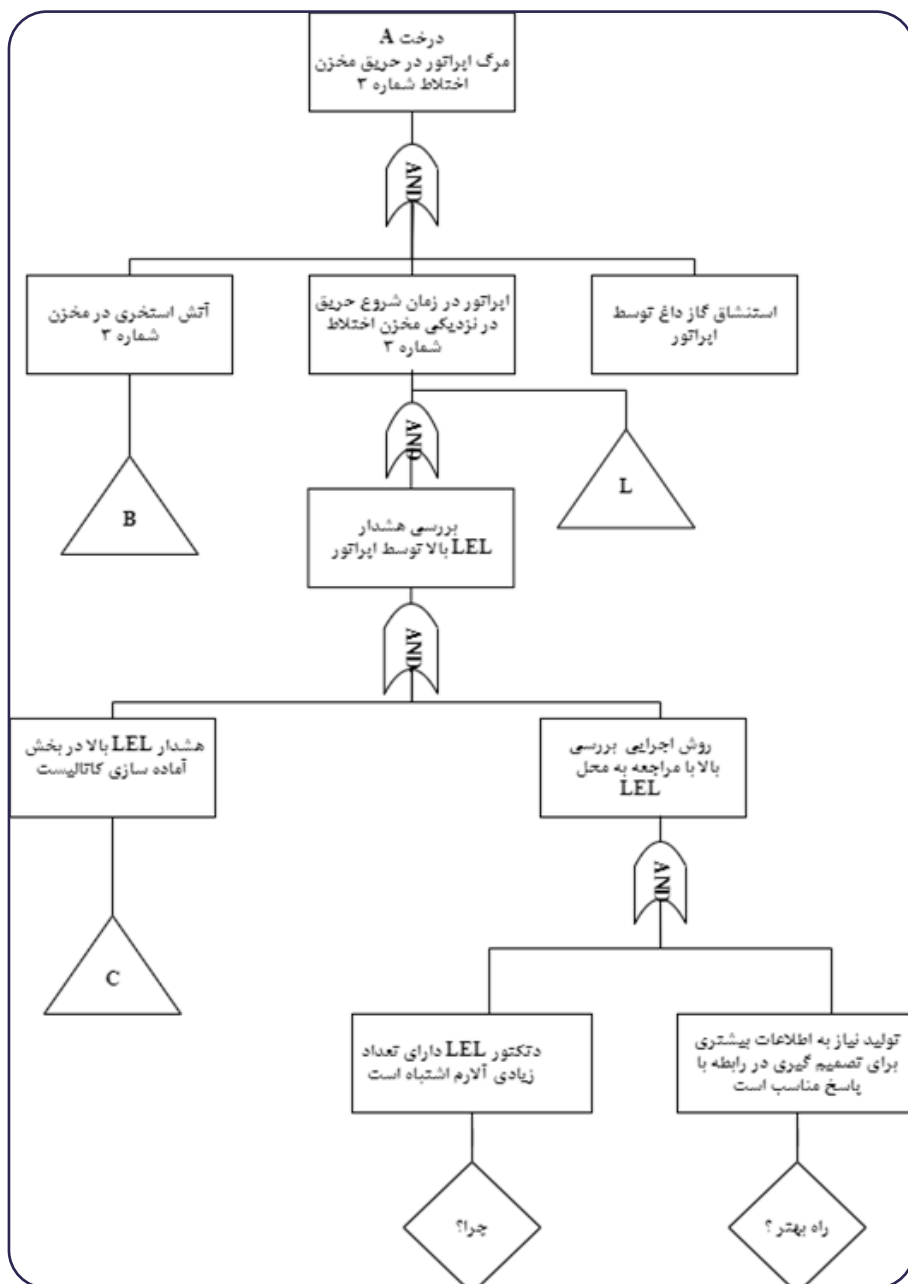 درخت A
مرگ اپراتور در حریق مخزن
اختلاط شماره ۳
AND
استنشاق گاز داغ توسط
اپراتور
اپراتور در زمان شروع حریق
در نزدیکی مخزن اختلاط
شماره ۳
آتش استخری در مخزن
شماره ۳
AND
L
B
بررسی هشدار
LEL بالا توسط اپراتور
AND
روش اجرایی بررسی
بالا با مراجعه به محل
LEL
هشدار LEL بالا در بخش
آماده سازی کاتالیست
AND
C
تولید نیاز به اطلاعات بیشتری
برای تصمیم گیری در رابطه با
پاسخ مناسب است
دتکتور LEL دارای تعداد
زیادی آلارم اشتباه است
راه بهتر ؟
چرا؟